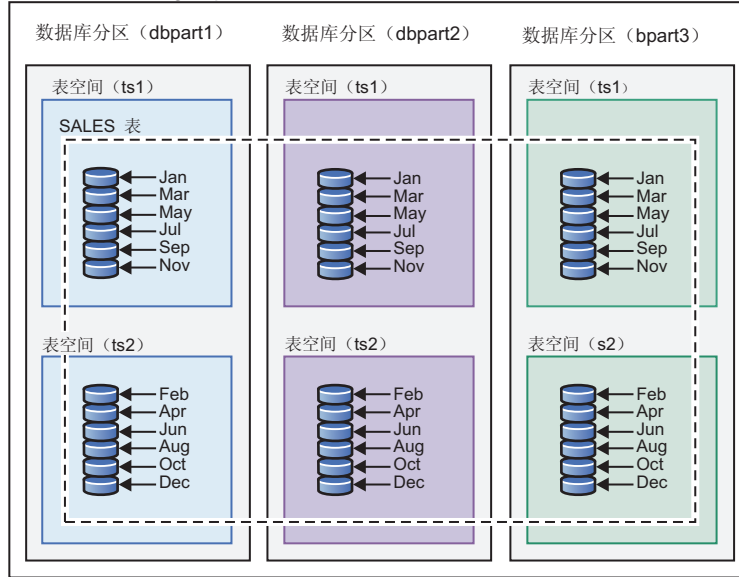 数据库分区（dbpart1）
数据库分区（dbpart2）
数据库分区（bpart3）
表空间（ts1）
SALES 表
Jan
Mar
May
Jul
Sep
Nov
表空间（ts2）
Feb
Apr
Jun
Aug
Oct
Dec
表空间（ts1）
Jan
Mar
May
Jul
Sep
Nov
表空间（ts2）
Feb
Apr
Jun
Aug
Oct
Dec
表空间（ts1）
Jan
Mar
May
Jul
Sep
Nov
表空间（s2）
Feb
Apr
Jun
Aug
Oct
Dec